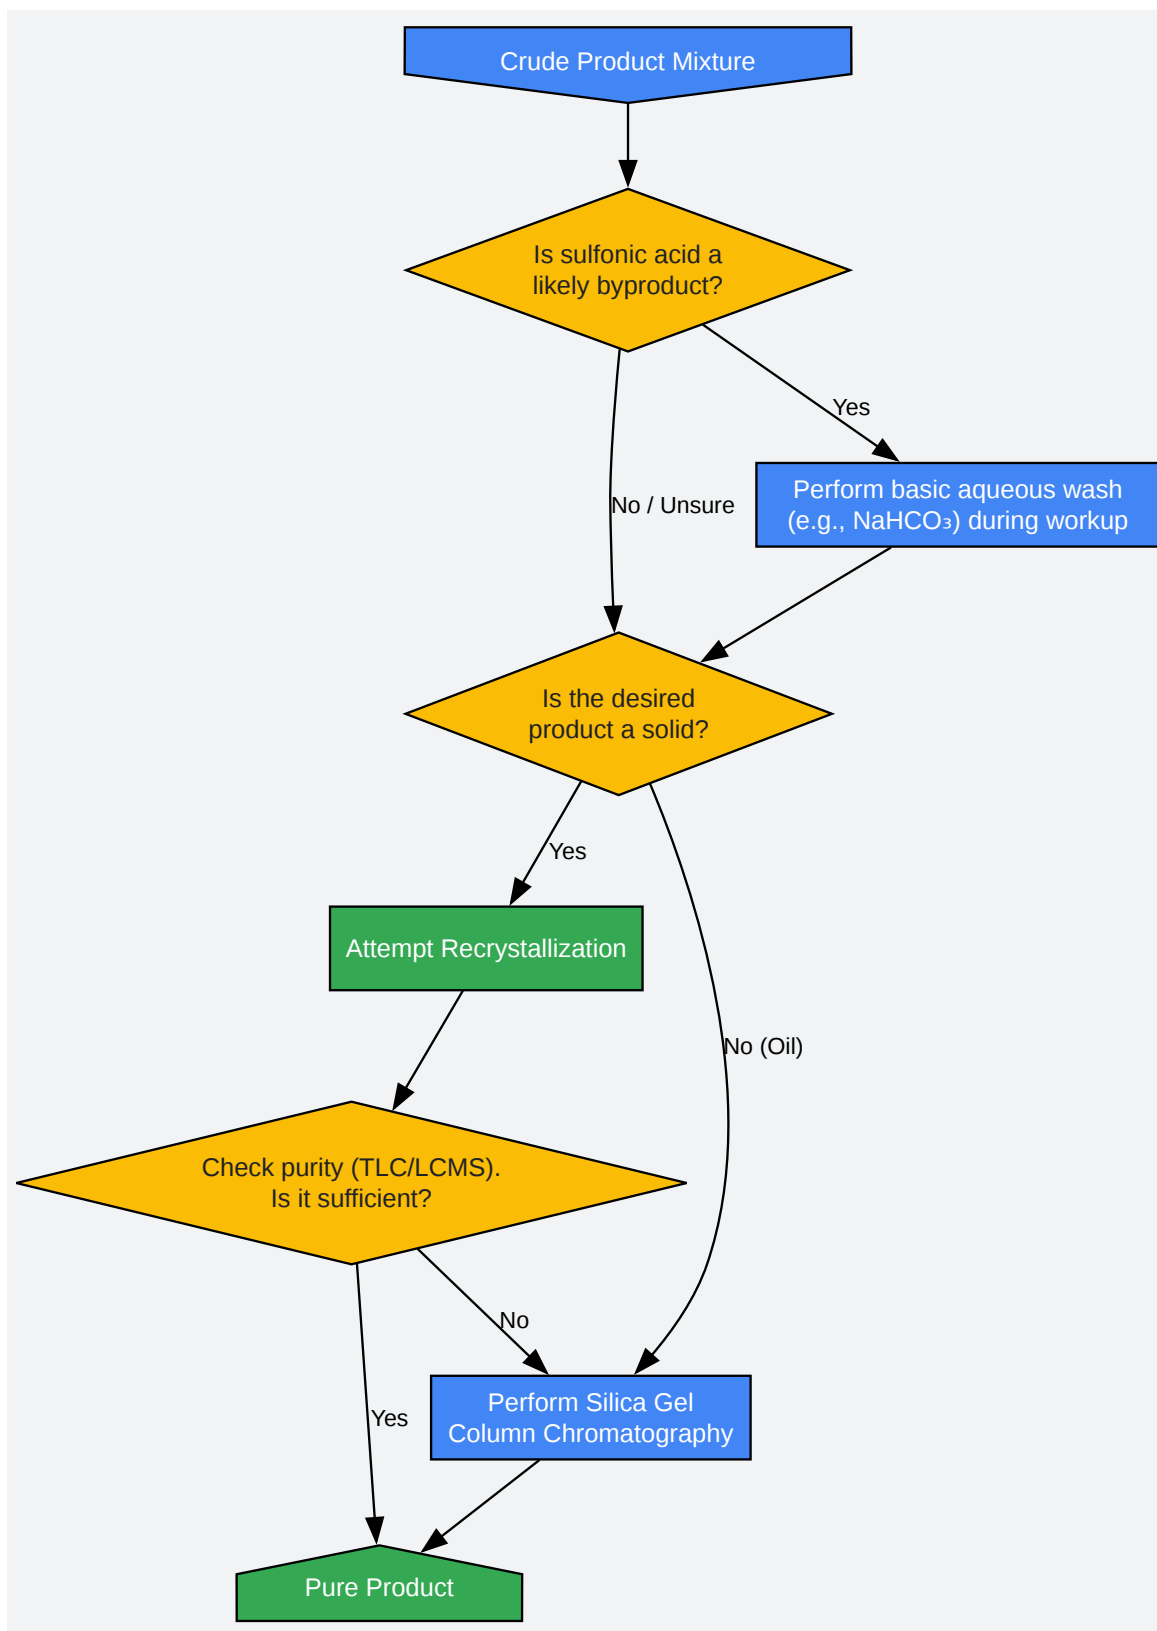 Crude Product Mixture
Is sulfonic acid a
likely byproduct?
Yes
Perform basic aqueous wash
(e.g., NaHCO₃) during workup
No / Unsure
Is the desired
product a solid?
Yes
Attempt Recrystallization
No (Oil)
Check purity (TLC/LCMS).
Is it sufficient?
No
Perform Silica Gel
Column Chromatography
Yes
Pure Product